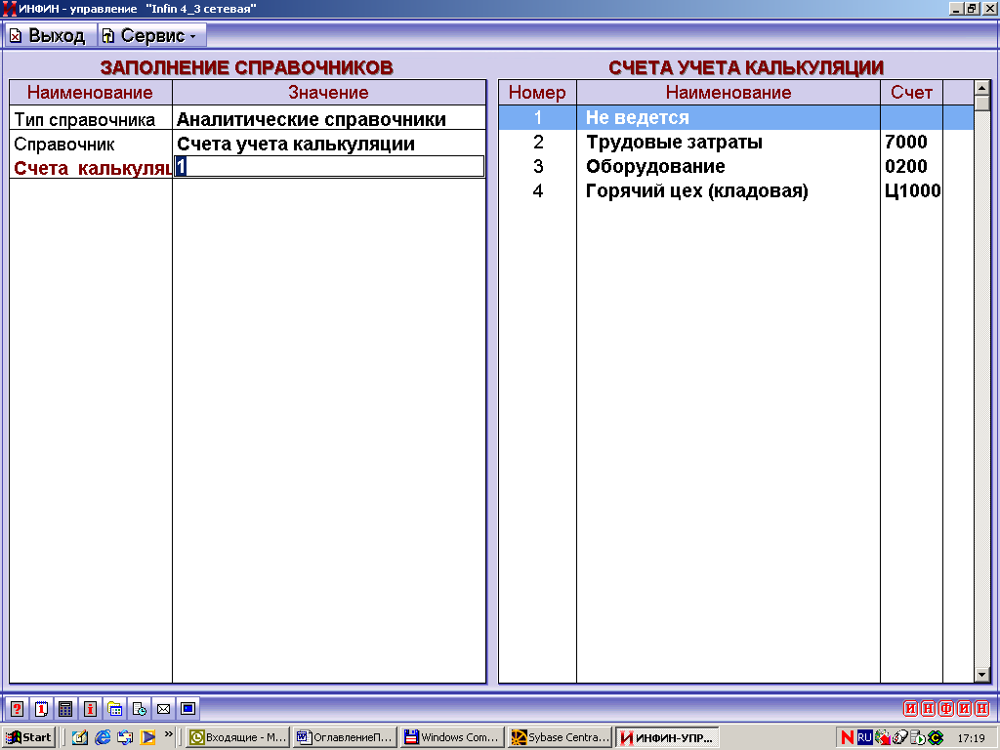 ИНФИН - управление "Infin 4_3 сетевая"
Выход Сервис
ЗАПОЛНЕНИЕ СПРАВОЧНИКОВ
Наименование Значение
Тип справочника Аналитические справочники
Справочник Счета учета калькуляции
Счета калькуляц 1
СЧЕТА УЧЕТА КАЛЬКУЛЯЦИИ
Номер Наименование Счет
1 Не ведется
2 Трудовые затраты 7000
3 Оборудование 0200
4 Горячий цех (кладовая) Ц1000
ИНФИН
Start » Входящие - M... ОглавлениеП... Windows Com... Sybase Centra... ИНФИН-УПР... N RU 17:19